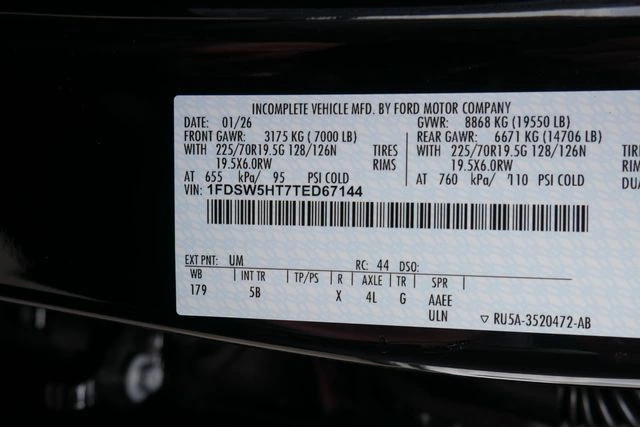 INCOMPLETE VEHICLE MFD. BY FORD MOTOR COMPANY
DATE: 01/26 GVWR: 8868 KG (19550 LB)
FRONT GAWR: 3175 KG (7000 LB) REAR GAWR: 6671 KG (14706 LB)
WITH 225/70R19.5G 128/126N TIRES WITH 225/70R19.5G 128/126N TIRE
19.5X6.0RW RIMS 19.5X6.0RW RIMS
AT 655 kPa/ 95 PSI COLD AT 760 kPa/ 110 PSI COLD
VIN: 1FDSW5HT7TED67144
EXT PNT: UM RC: 44 DSO:
WB INT TR TP/PS R AXLE TR SPR
179 5B X 4L G AAEE
ULN ▽ RU5A-3520472-AB